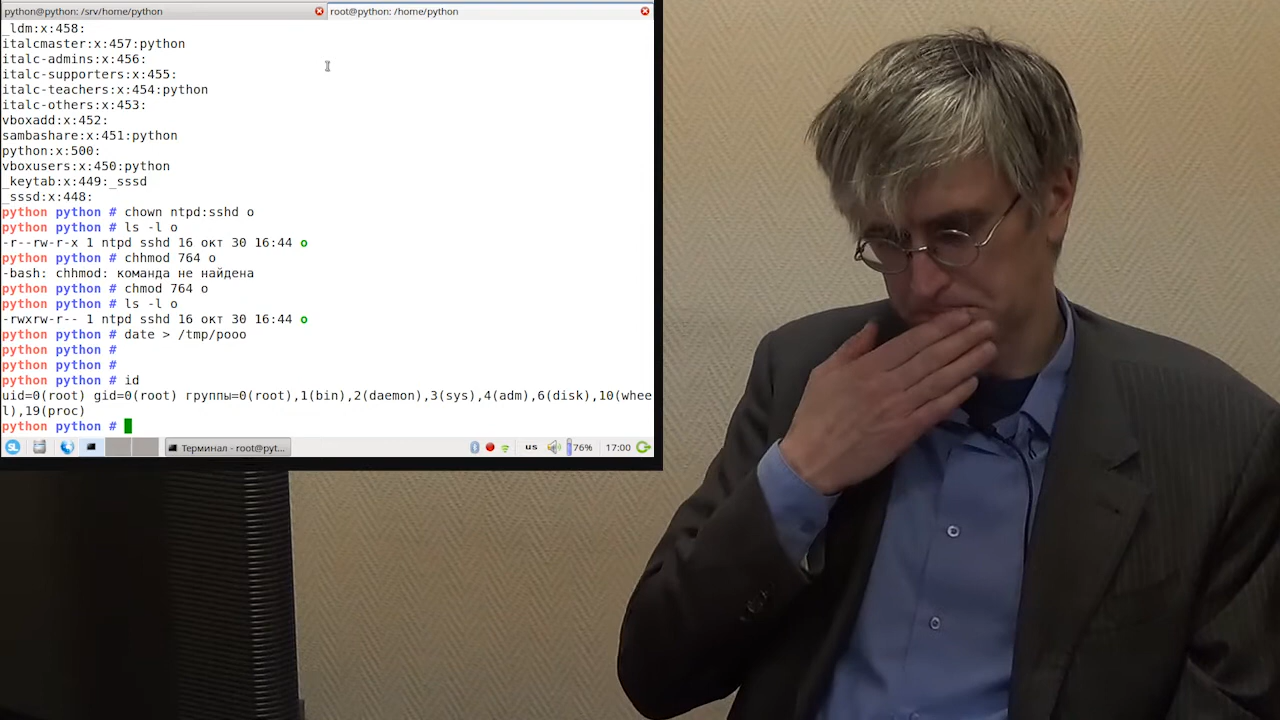 python@python: /srv/home/python
root@python: /home/python
_ldm:x:458:
italcmaster:x:457:python
italc-admins:x:456:
italc-supporters:x:455:
italc-teachers:x:454:python
italc-others:x:453:
vboxadd:x:452:
sambashare:x:451:python
python:x:500:
vboxusers:x:450:python
_keytab:x:449:_sssd
_sssd:x:448:
python python # chown ntpd:sshd o
python python # ls -l o
-r--rw-r-x 1 ntpd sshd 16 окт 30 16:44 o
python python # chhmod 764 o
-bash: chhmod: команда не найдена
python python # chmod 764 o
python python # ls -l o
-rwxrw-r-- 1 ntpd sshd 16 окт 30 16:44 o
python python # date > /tmp/pooo
python python #
python python #
python python # id
uid=0(root) gid=0(root) группы=0(root),1(bin),2(daemon),3(sys),4(adm),6(disk),10(whee
l),19(proc)
python python #
SL Терминал - root@pyt... us 76% 17:00